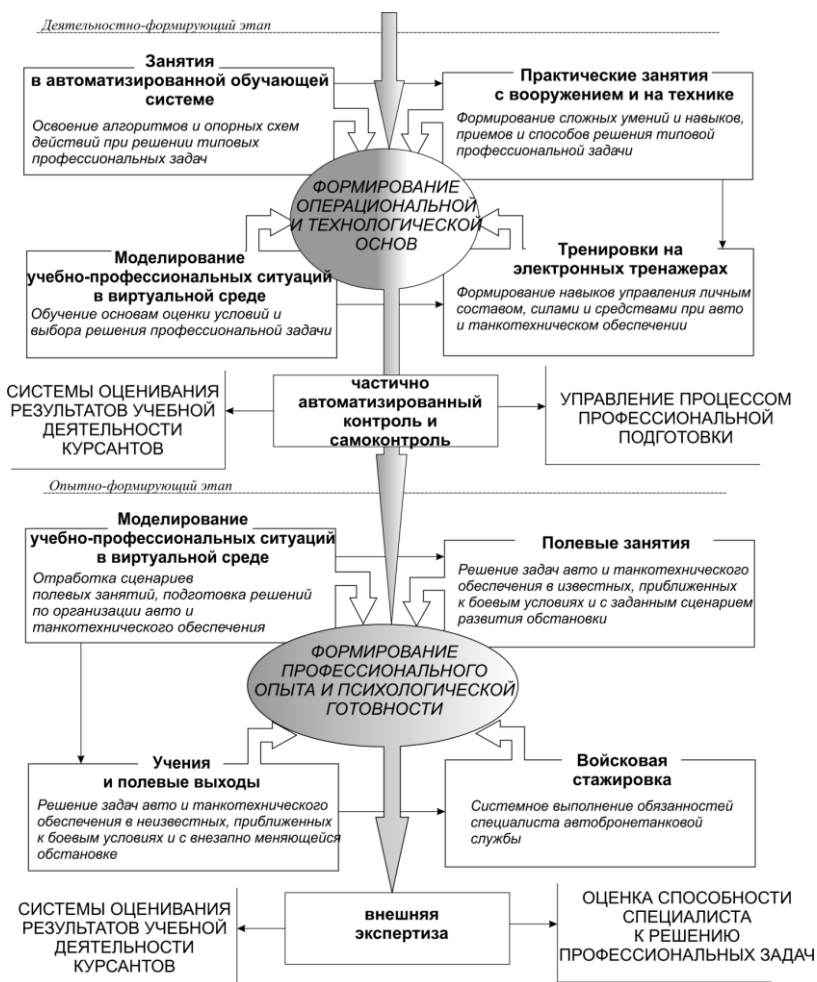 Деятельностно-формирующий этап
Занятия
в автоматизированной обучающей
системе
Освоение алгоритмов и опорных схем
действий при решении типовых
профессиональных задач
Практические занятия
с вооружением и на технике
Формирование сложных умений и навыков,
приемов и способов решения типовой
профессиональной задачи
ФОРМИРОВАНИЕ
ОПЕРАЦИОНАЛЬНОЙ
И ТЕХНОЛОГИЧЕСКОЙ
ОСНОВ
Моделирование
учебно-профессиональных ситуаций
в виртуальной среде
Обучение основам оценки условий и
выбора решения профессиональной задачи
Тренировки на
электронных тренажерах
Формирование навыков управления личным
составом, силами и средствами при авто
и танкотехническом обеспечении
СИСТЕМЫ ОЦЕНИВАНИЯ
РЕЗУЛЬТАТОВ УЧЕБНОЙ
ДЕЯТЕЛЬНОСТИ
КУРСАНТОВ
частично
автоматизированный
контроль и
самоконтроль
УПРАВЛЕНИЕ ПРОЦЕССОМ
ПРОФЕССИОНАЛЬНОЙ
ПОДГОТОВКИ
Опытно-формирующий этап
Моделирование
учебно-профессиональных ситуаций
в виртуальной среде
Отработка сценариев
полевых занятий, подготовка решений
по организации авто и
танкотехнического обеспечения
Полевые занятия
Решение задач авто и танкотехнического
обеспечения в известных, приближенных
к боевым условиях и с заданным сценарием
развития обстановки
ФОРМИРОВАНИЕ
ПРОФЕССИОНАЛЬНОГО
ОПЫТА И ПСИХОЛОГИЧЕСКОЙ
ГОТОВНОСТИ
Учения
и полевые выходы
Решение задач авто и танкотехнического
обеспечения в неизвестных, приближенных
к боевым условиях и с внезапно меняющейся
обстановке
Войсковая
стажировка
Системное выполнение обязанностей
специалиста автобронетанковой
службы
СИСТЕМЫ ОЦЕНИВАНИЯ
РЕЗУЛЬТАТОВ УЧЕБНОЙ
ДЕЯТЕЛЬНОСТИ
КУРСАНТОВ
внешняя
экспертиза
ОЦЕНКА СПОСОБНОСТИ
СПЕЦИАЛИСТА
К РЕШЕНИЮ
ПРОФЕССИОНАЛЬНЫХ ЗАДАЧ